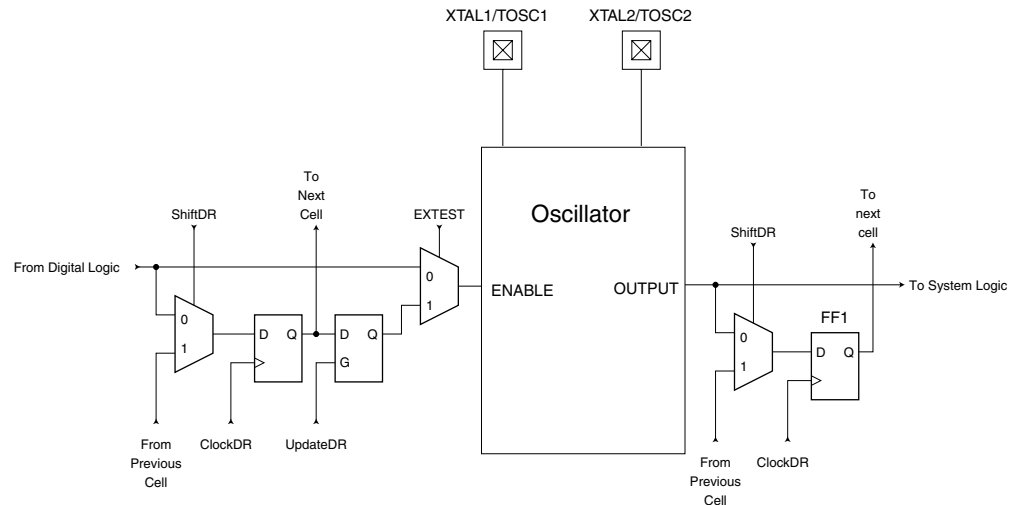 XTAL1/TOSC1
XTAL2/TOSC2
To
Next
Cell
ShiftDR
EXTEST
Oscillator
To
next
cell
ShiftDR
From Digital Logic
0
1
ENABLE
OUTPUT
To System Logic
0
1
D Q
D Q
G
FF1
0
1
D Q
From
Previous
Cell
ClockDR
UpdateDR
From
Previous
Cell
ClockDR